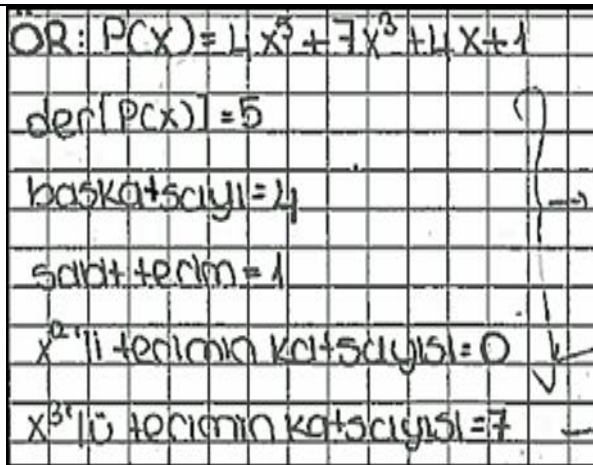 ÖR: P(X) = 4x⁵ + 7x³ + 4x + 1
der[P(X)] = 5
baskatsayı = 4
sabit terim = 1
x²'li terimin katsayısı = 0
x³'lü terimin katsayısı = 7